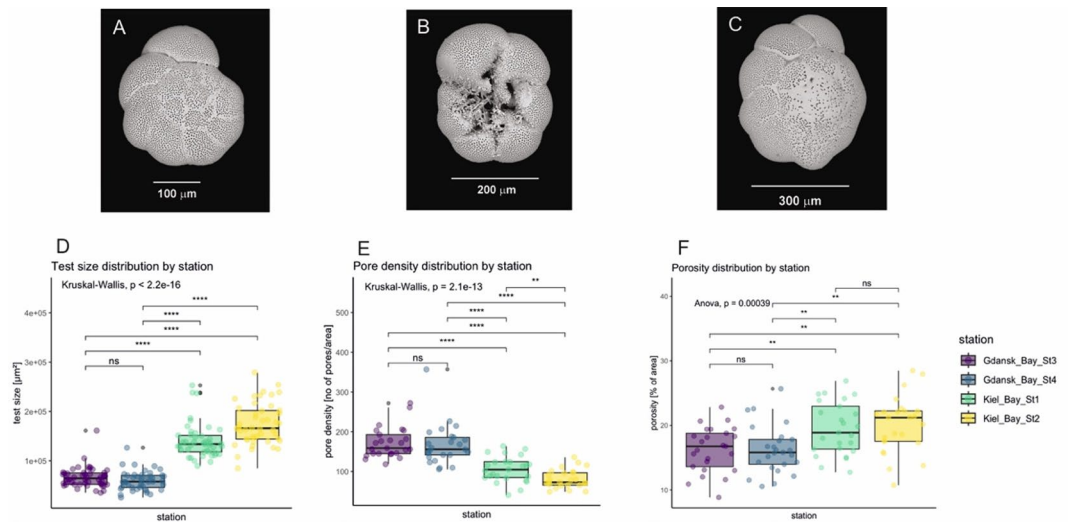 A
100 μm
B
200 μm
C
300 μm
D
Test size distribution by station
Kruskal-Wallis, p < 2.2e-16
****
****
****
****
ns
4e+05
3e+05
2e+05
1e+05
test size [μm²]
station
E
Pore density distribution by station
Kruskal-Wallis, p = 2.1e-13
**
****
****
****
****
ns
500
400
300
200
100
pore density [no of pores/area]
station
F
Porosity distribution by station
Anova, p = 0.00039
ns
**
**
**
**
ns
40
30
20
10
porosity [% of area]
station
station
Gdansk_Bay_St3
Gdansk_Bay_St4
Kiel_Bay_St1
Kiel_Bay_St2